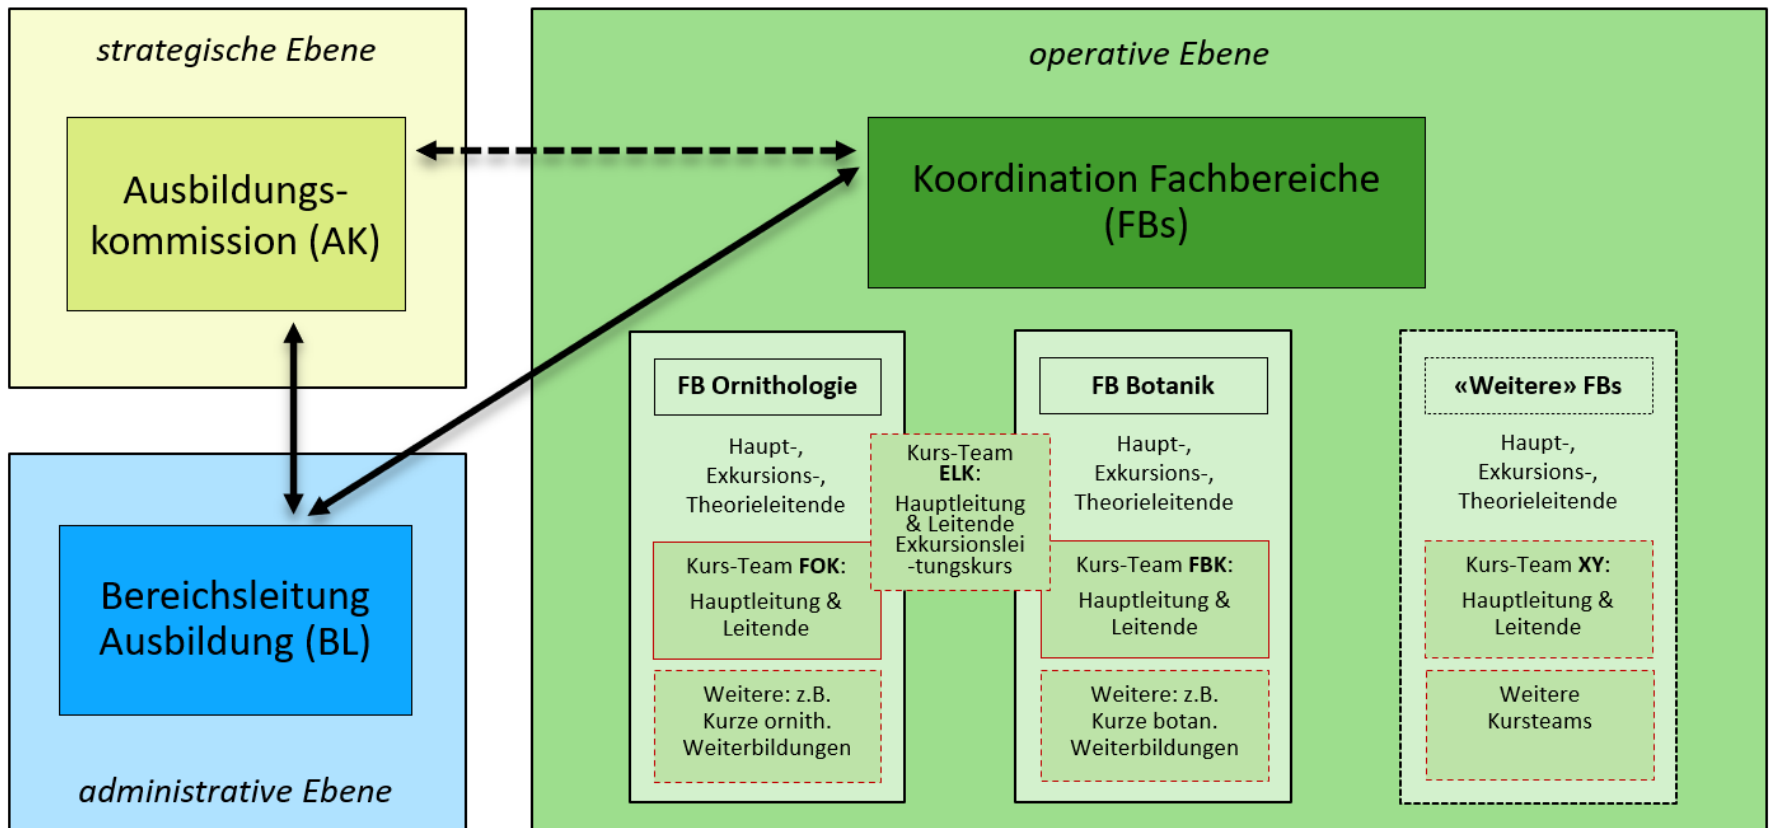 strategische Ebene
Ausbildungs-
kommission (AK)
Bereichsleitung
Ausbildung (BL)
administrative Ebene
operative Ebene
Koordination Fachbereiche
(FBs)
FB Ornithologie
Haupt-,
Exkursions-,
Theorieleitende
Kurs-Team FOK:
Hauptleitung &
Leitende
Weitere: z.B.
Kurze ornith.
Weiterbildungen
Kurs-Team
ELK:
Hauptleitung
& Leitende
Exkursionslei
-tungskurs
FB Botanik
Haupt-,
Exkursions-,
Theorieleitende
Kurs-Team FBK:
Hauptleitung &
Leitende
Weitere: z.B.
Kurze botan.
Weiterbildungen
«Weitere» FBs
Haupt-,
Exkursions-,
Theorieleitende
Kurs-Team XY:
Hauptleitung &
Leitende
Weitere
Kursteams